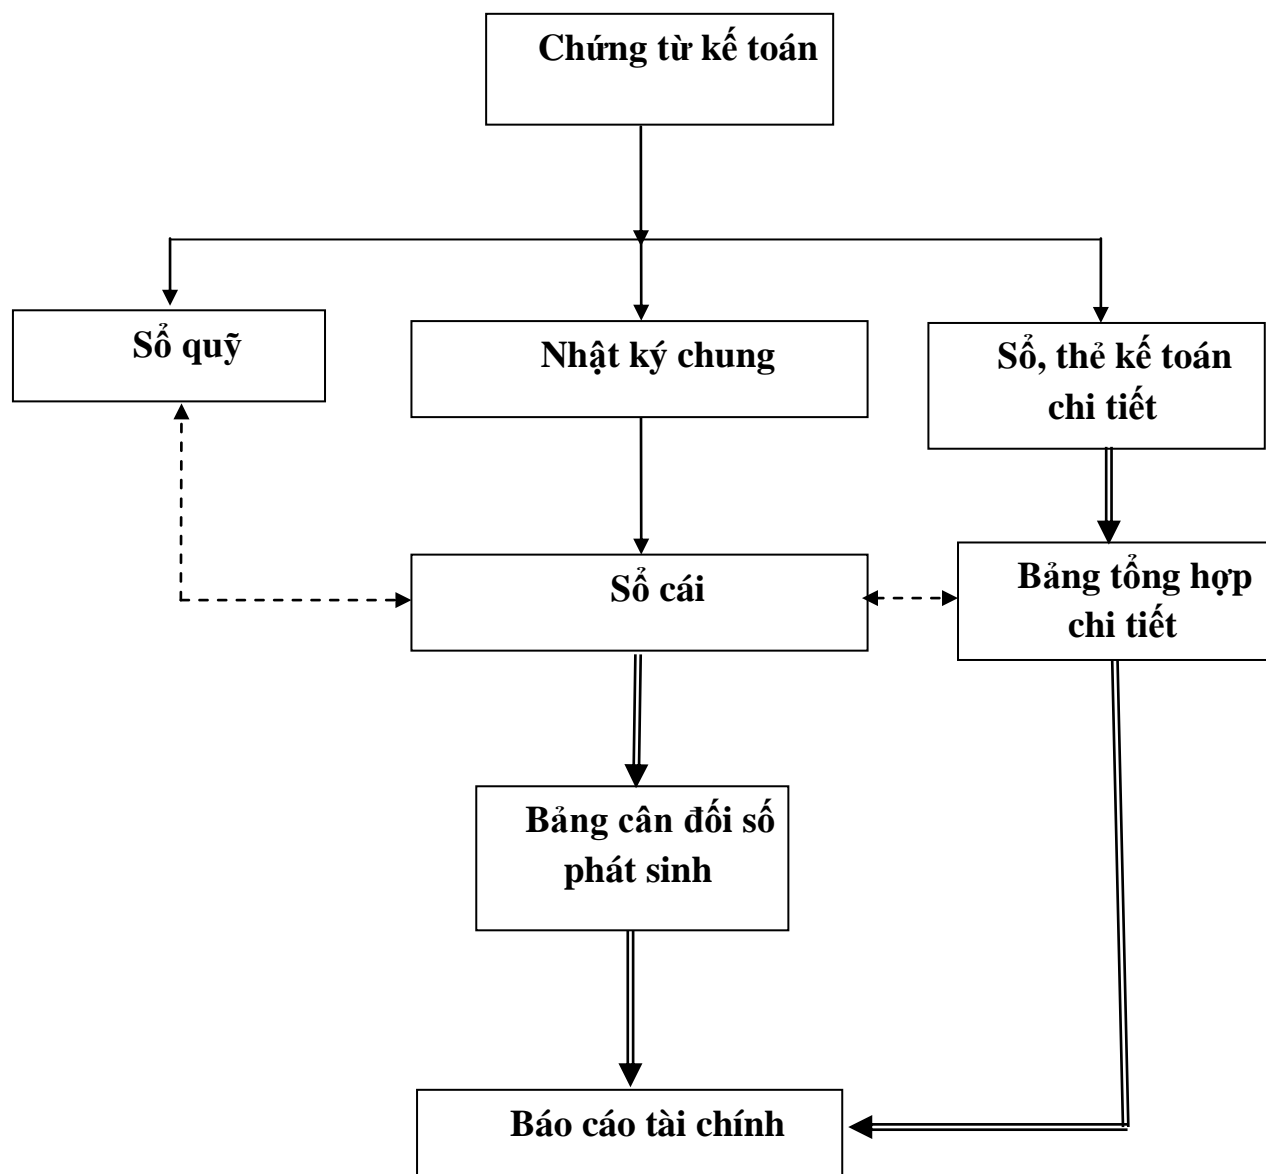 Chứng từ kế toán
Sổ quỹ
Nhật ký chung
Sổ, thẻ kế toán
chi tiết
Sổ cái
Bảng tổng hợp
chi tiết
Bảng cân đối số
phát sinh
Báo cáo tài chính